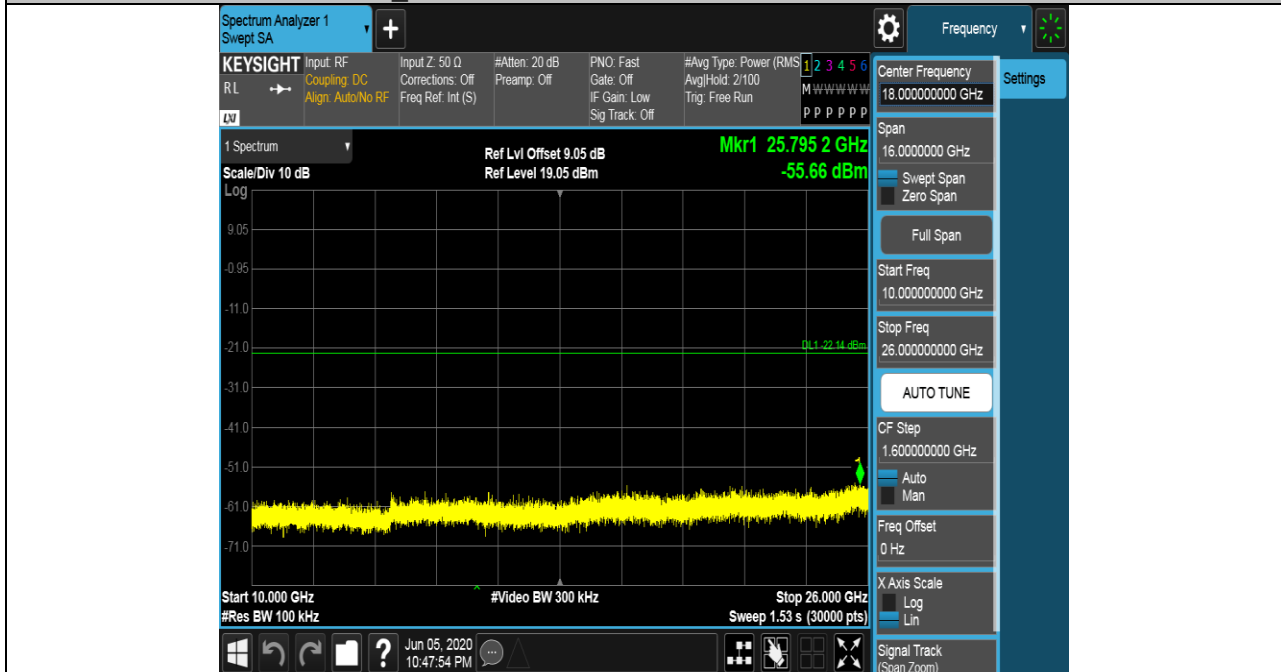 Spectrum Analyzer 1
Swept SA
+
Frequency
KEYSIGHT
RL
LXI
Input: RF
Coupling: DC
Align: Auto/No RF
Input Z: 50 Ω
Corrections: Off
Freq Ref: Int (S)
#Atten: 20 dB
Preamp: Off
PNO: Fast
Gate: Off
IF Gain: Low
Sig Track: Off
#Avg Type: Power (RMS
Avg|Hold: 2/100
Trig: Free Run
1 2 3 4 5 6
M W W W W W
P P P P P P
Center Frequency
18.000000000 GHz
Settings
Span
16.0000000 GHz
Swept Span
Zero Span
Full Span
Start Freq
10.000000000 GHz
Stop Freq
26.000000000 GHz
AUTO TUNE
CF Step
1.600000000 GHz
Auto
Man
Freq Offset
0 Hz
X Axis Scale
Log
Lin
Signal Track
(Span Zoom)
1 Spectrum
Scale/Div 10 dB
Log
Ref Lvl Offset 9.05 dB
Ref Level 19.05 dBm
Mkr1 25.795 2 GHz
-55.66 dBm
9.05
-0.95
-11.0
-21.0
DL1 -22.14 dBm
-31.0
-41.0
-51.0
1
-61.0
-71.0
Start 10.000 GHz
#Res BW 100 kHz
#Video BW 300 kHz
Stop 26.000 GHz
Sweep 1.53 s (30000 pts)
?
Jun 05, 2020
10:47:54 PM